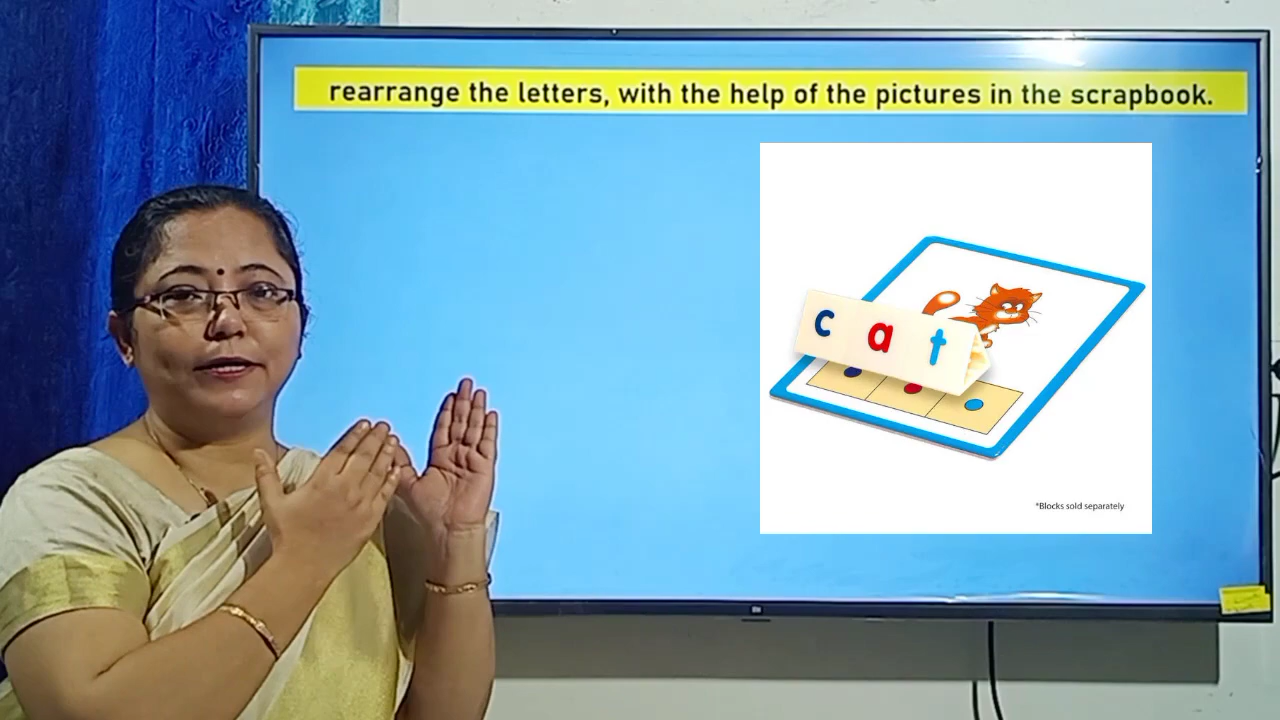 rearrange the letters, with the help of the pictures in the scrapbook.
c a t
*Blocks sold separately